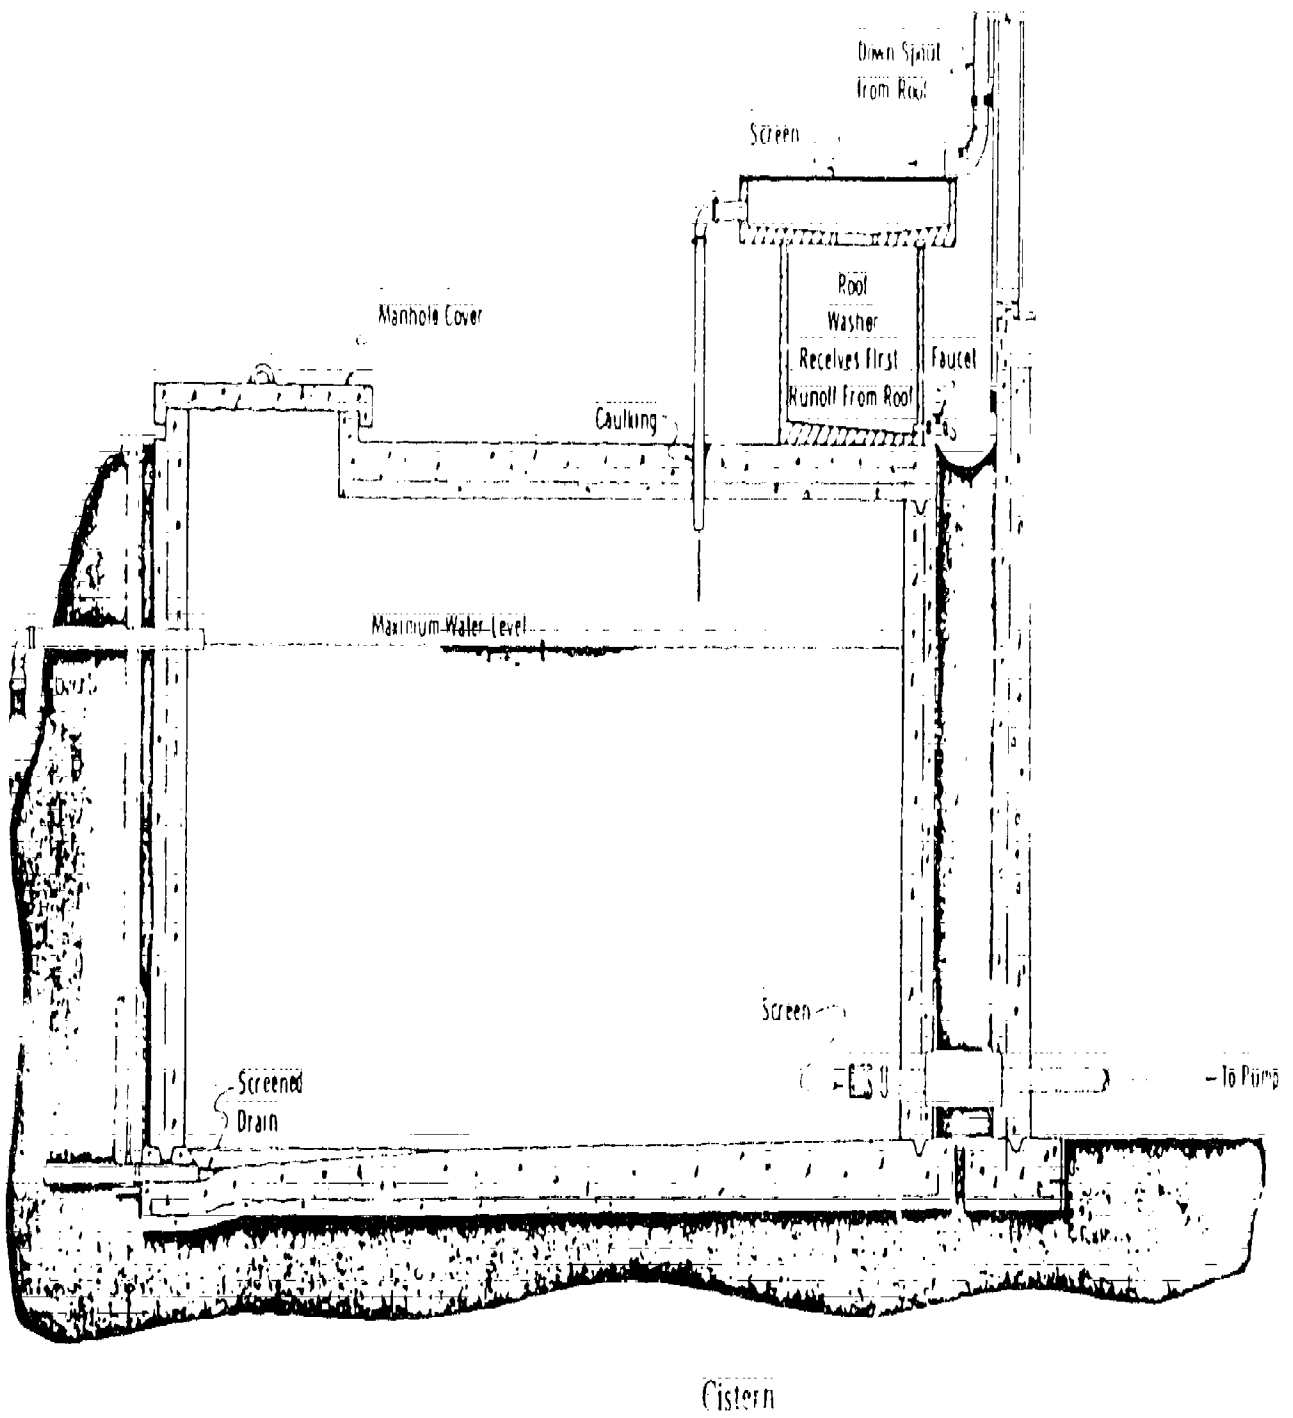 Down Spout
from Roof
Screen
Manhole Cover
Roof
Washer
Receives First
Runoff From Roof
Faucet
Caulking
Maximum Water Level
Screen
To Pump
Screened
Drain
Cistern